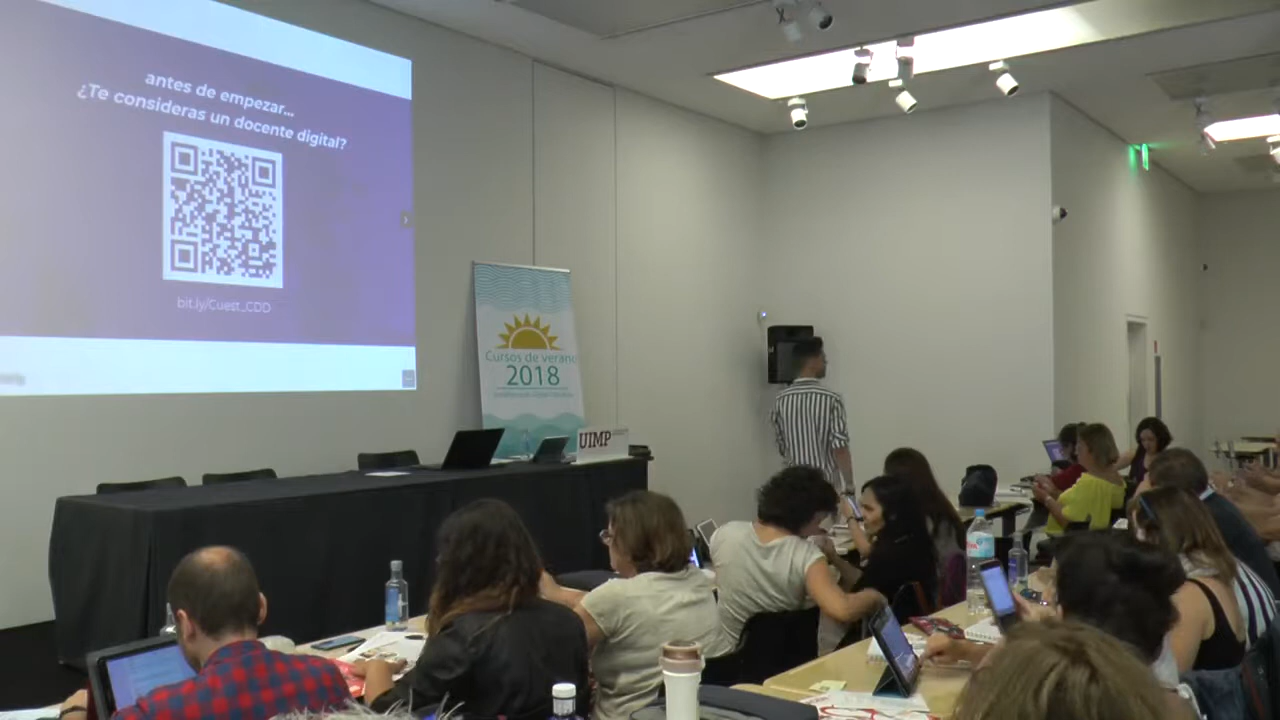 antes de empezar...
¿Te consideras un docente digital?
bit.ly/Cuest_CDD
Cursos de verano
2018
UIMP